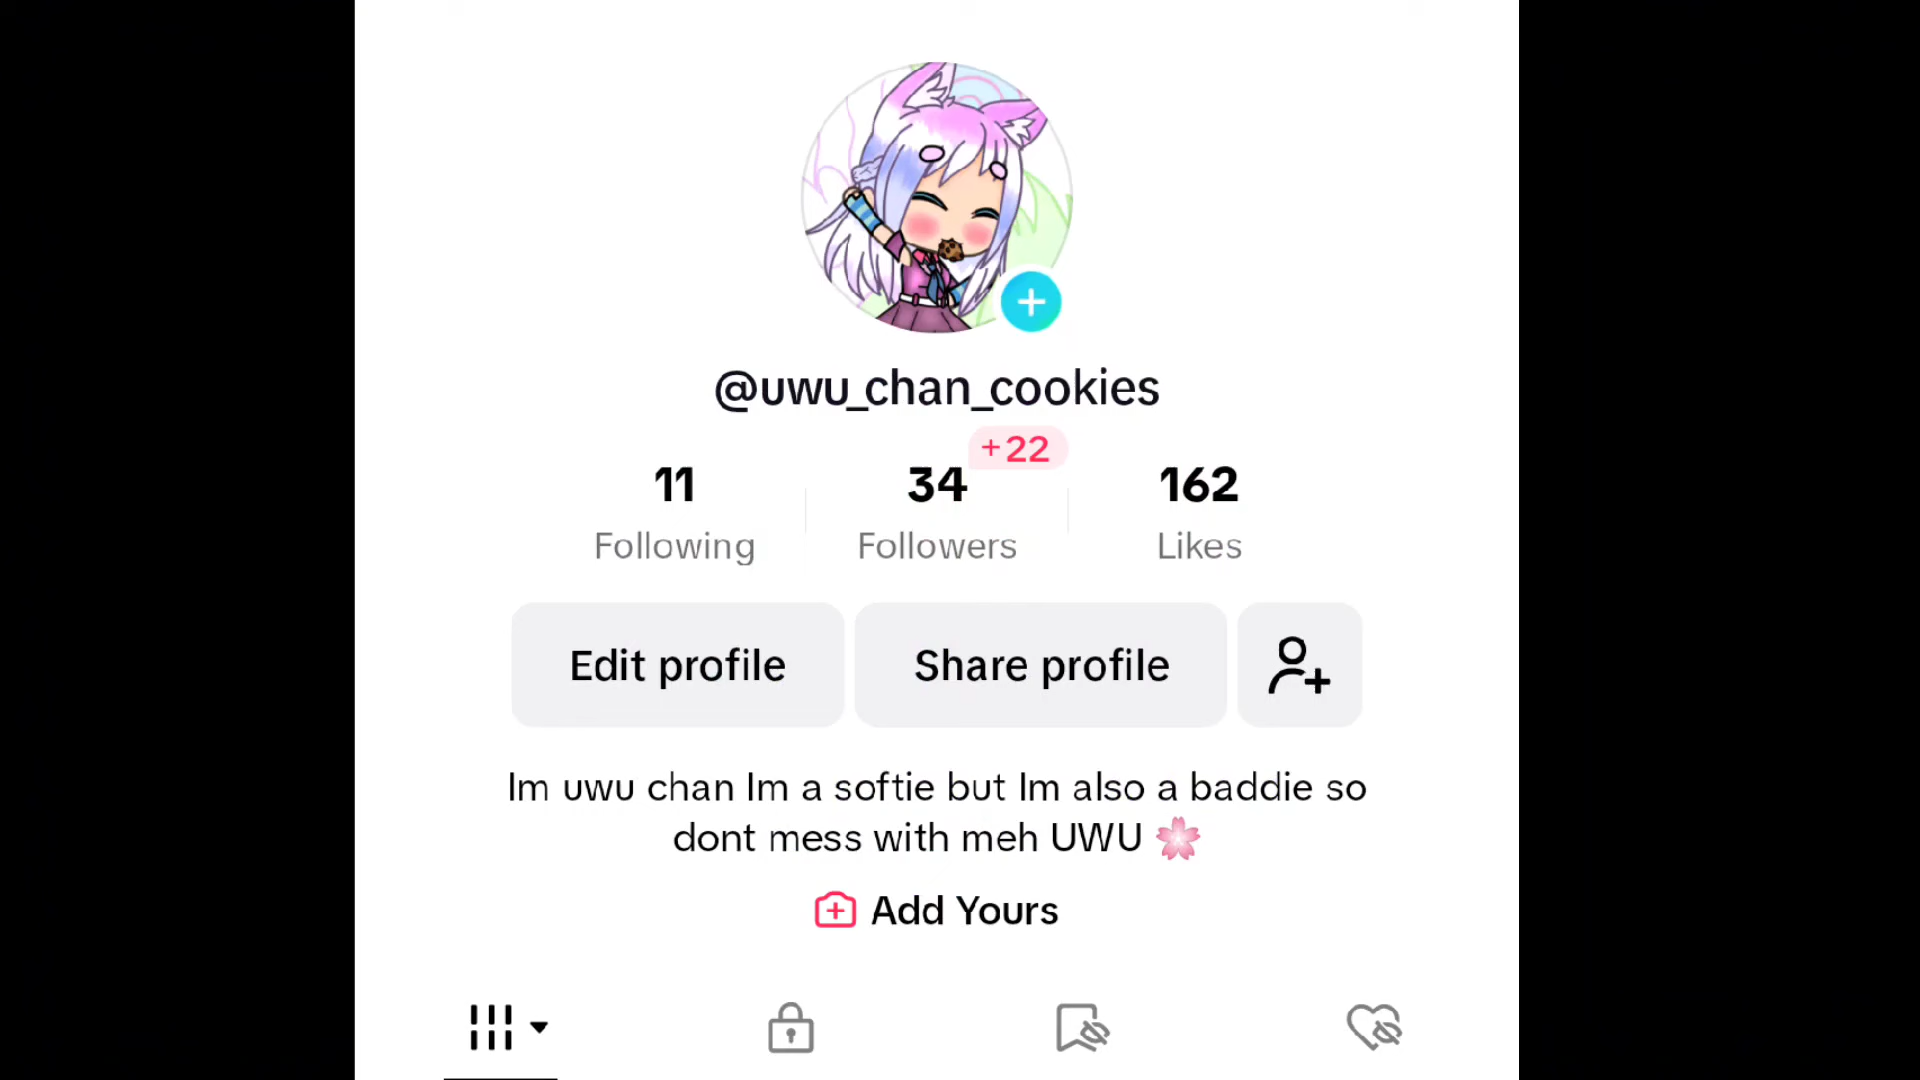 @uwu_chan_cookies
+22
11 34 162
Following Followers Likes
Edit profile Share profile
Im uwu chan Im a softie but Im also a baddie so
dont mess with meh UWU 🌸
Add Yours